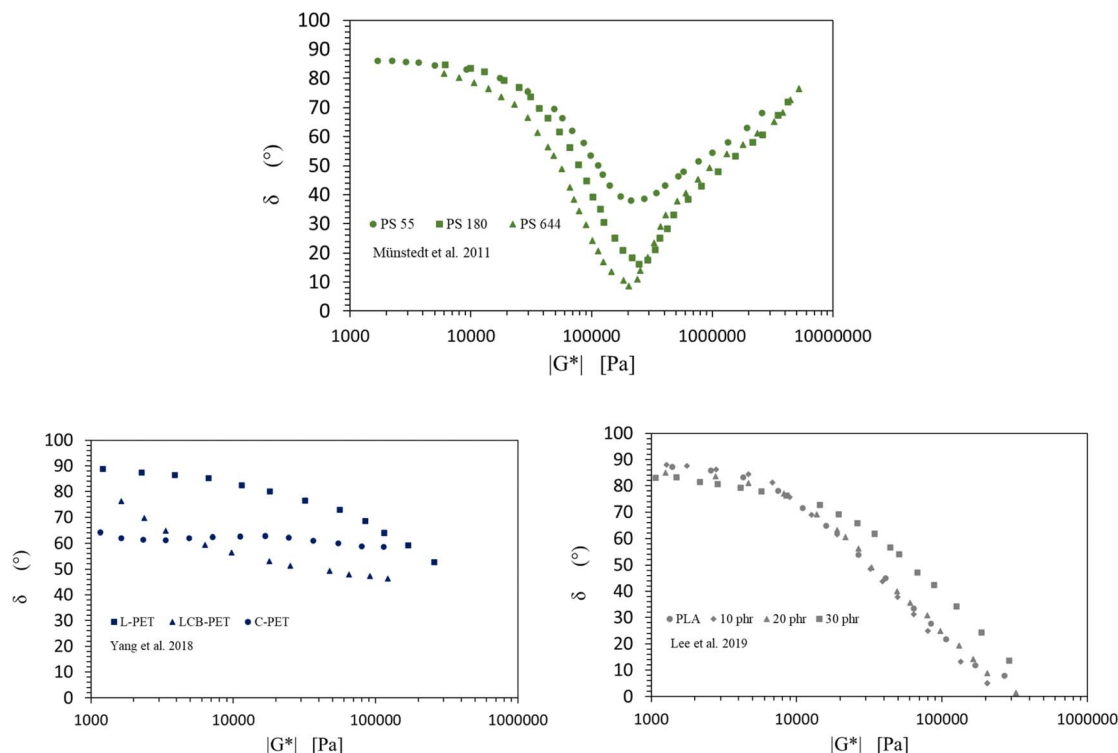 100
90
80
70
60
50
40
30
20
10
0
δ (°)
PS 55 PS 180 PS 644
Münstedt et al. 2011
1000 10000 100000 1000000 10000000
|G*| [Pa]
100
90
80
70
60
50
40
30
20
10
0
δ (°)
L-PET LCB-PET C-PET
Yang et al. 2018
1000 10000 100000 1000000
|G*| [Pa]
100
90
80
70
60
50
40
30
20
10
0
δ (°)
PLA 10 phr 20 phr 30 phr
Lee et al. 2019
1000 10000 100000 1000000
|G*| [Pa]